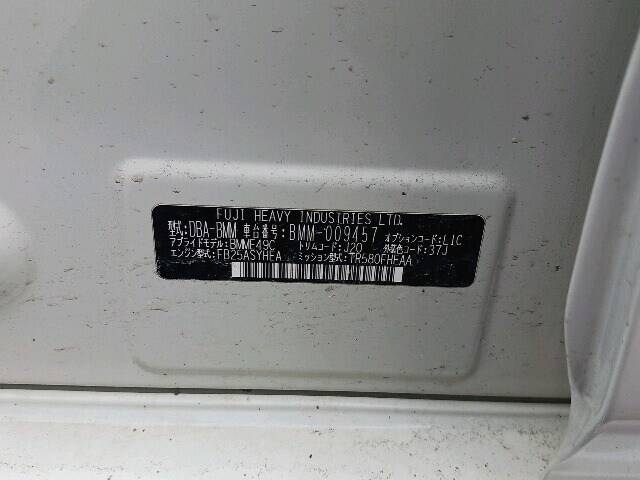 FUJI HEAVY INDUSTRIES LTD.
型式:DBA-BMM 車台番号:BMM-009457 オプションコード:L1C
アプライドモデル:BMMF49C トリムコード:J20 外装色コード:37J
エンジン型式:FB25ASYHEA ミッション型式:TR580FHFAA